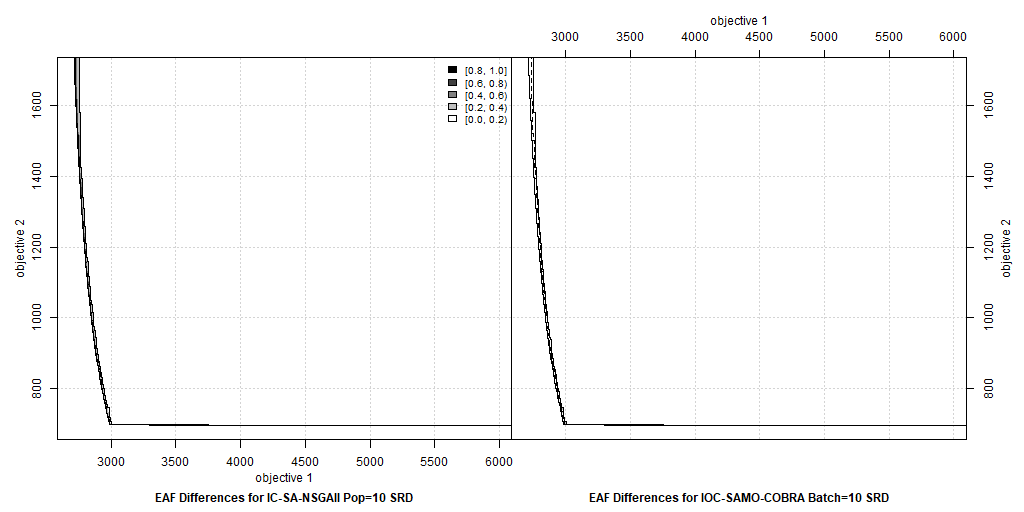 objective 1
3000 3500 4000 4500 5000 5500 6000
[0.8, 1.0]
[0.6, 0.8)
[0.4, 0.6)
[0.2, 0.4)
[0.0, 0.2)
1600
1400
1200
1000
800
objective 2
1600
1400
1200
1000
800
objective 2
3000 3500 4000 4500 5000 5500 6000
objective 1
EAF Differences for IC-SA-NSGAII Pop=10 SRD
EAF Differences for IOC-SAMO-COBRA Batch=10 SRD